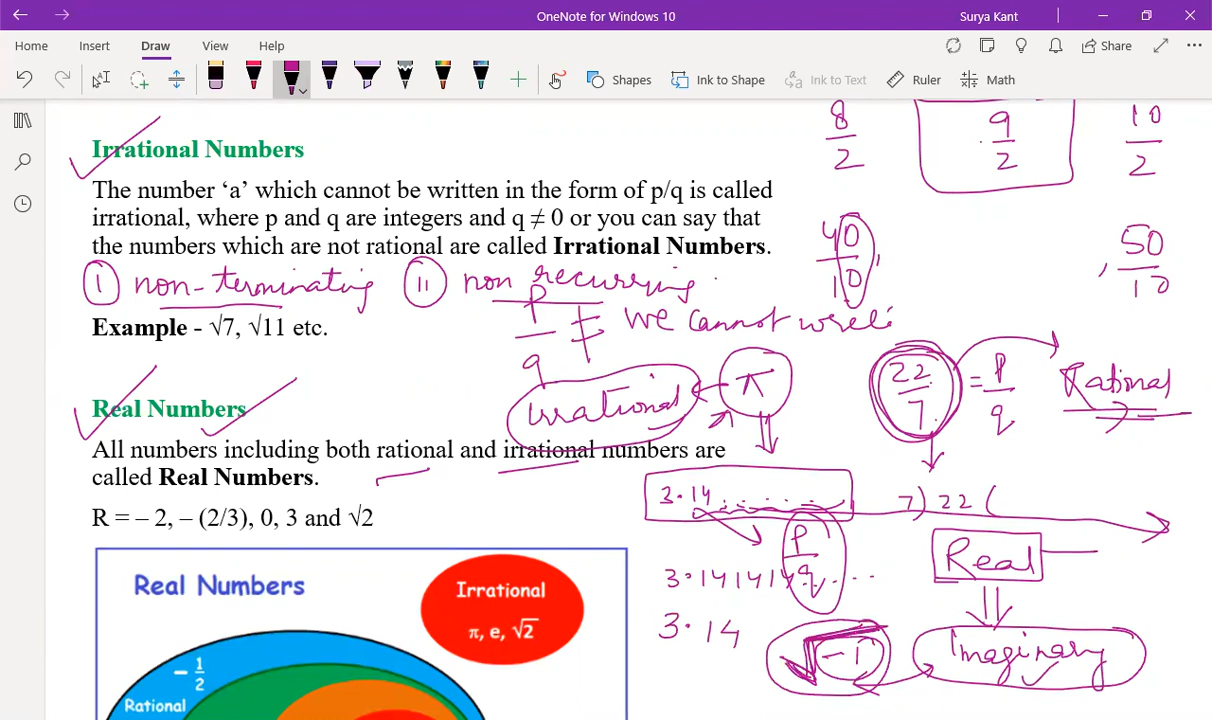 OneNote for Windows 10
Surya Kant
Home Insert Draw View Help
Share
Shapes
Ink to Shape
Ink to Text
Ruler
Math
8/2 9/2 10/2
Irrational Numbers
The number ‘a’ which cannot be written in the form of p/q is called
irrational, where p and q are integers and q ≠ 0 or you can say that
the numbers which are not rational are called Irrational Numbers.
40/10, , 50/10
I non-terminating II non recurring
Example - √7, √11 etc.
p/q ≠ we cannot write
Irrational ← π
22/7 = p/q Rational
Real Numbers
All numbers including both rational and irrational numbers are
called Real Numbers.
R = – 2, – (2/3), 0, 3 and √2
3.14........ 7) 22 (
p/q
3.141414....
3.14
Real
√-1 Imaginary
Real Numbers
Irrational
π, e, √2
- 1/2
Rational